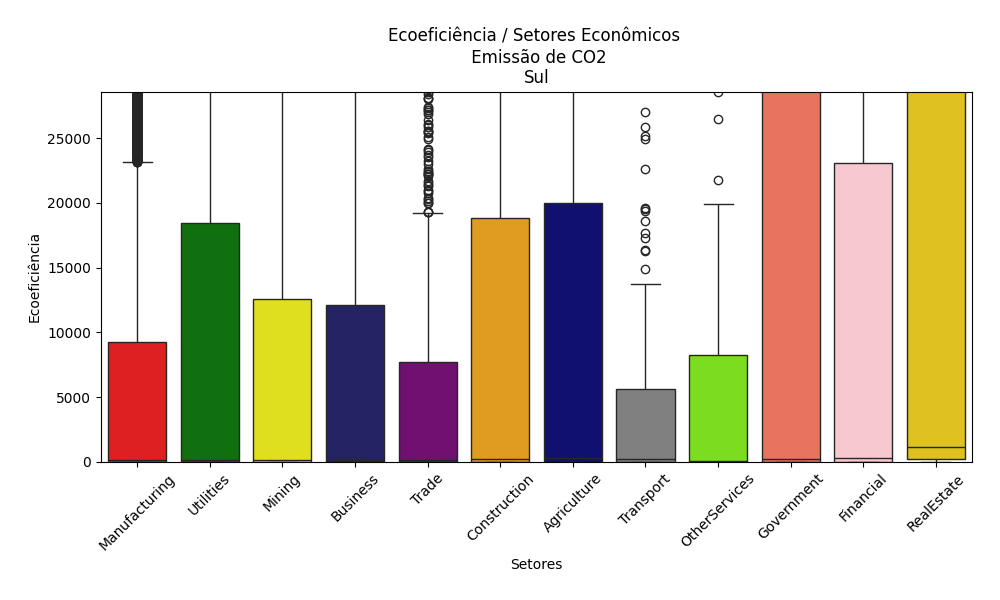 Ecoeficiência / Setores Econômicos
Emissão de CO2
Sul
Ecoeficiência
25000
20000
15000
10000
5000
0
Manufacturing
Utilities
Mining
Business
Trade
Construction
Agriculture
Transport
OtherServices
Government
Financial
RealEstate
Setores